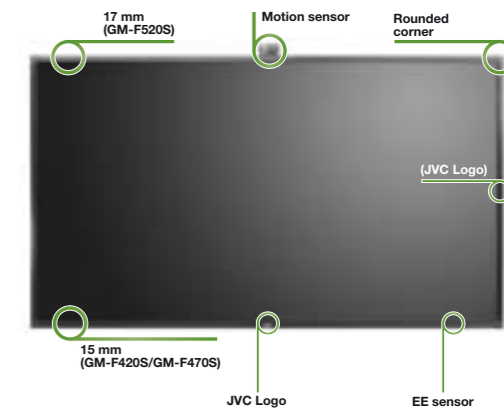 17 mm
(GM-F520S)
Motion sensor
Rounded
corner
(JVC Logo)
15 mm
(GM-F420S/GM-F470S)
JVC Logo
EE sensor